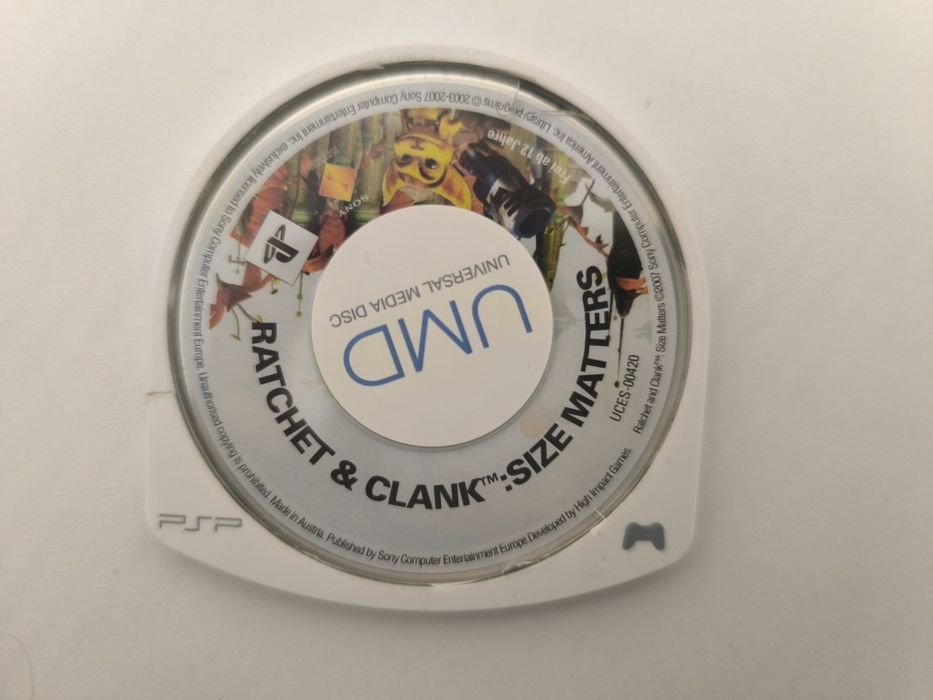 RATCHET & CLANK™: SIZE MATTERS
UMD
UNIVERSAL MEDIA DISC
UCES-00420
SONY
Frei ab 12 Jahre
PSP
Ratchet and Clank™ Size Matters ©2007 Sony Computer Entertainment America Inc. Library programs © 2003-2007 Sony Computer Entertainment Inc. exclusively licensed to Sony Computer Entertainment Europe. Unauthorised copying is prohibited. Made in Austria. Published by Sony Computer Entertainment Europe Developed by High Impact Games.